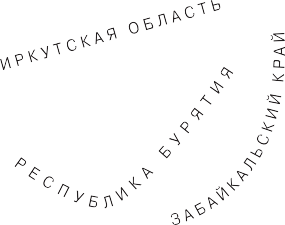 ИРКУТСКАЯ ОБЛАСТЬ
РЕСПУБЛИКА БУРЯТИЯ
ЗАБАЙКАЛЬСКИЙ КРАЙ